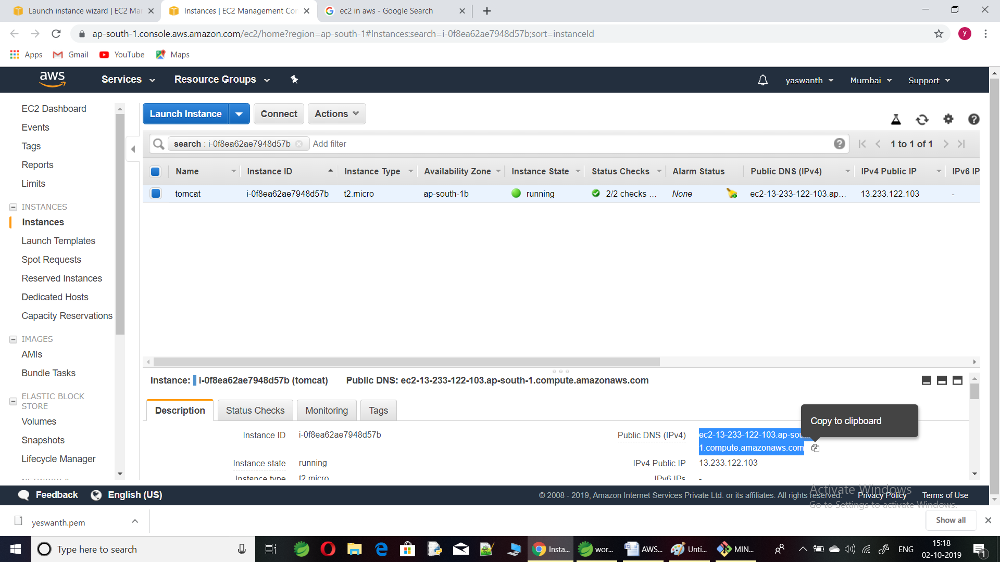 Launch instance wizard | EC2 Mar
Instances | EC2 Management Con
ec2 in aws - Google Search
ap-south-1.console.aws.amazon.com/ec2/home?region=ap-south-1#Instances:search=i-0f8ea62ae7948d57b;sort=instanceId
y
Apps
Gmail
YouTube
Maps
aws
Services
Resource Groups
yaswanth
Mumbai
Support
EC2 Dashboard
Events
Tags
Reports
Limits
INSTANCES
Instances
Launch Templates
Spot Requests
Reserved Instances
Dedicated Hosts
Capacity Reservations
IMAGES
AMIs
Bundle Tasks
ELASTIC BLOCK
STORE
Volumes
Snapshots
Lifecycle Manager
Launch Instance
Connect
Actions
search : i-0f8ea62ae7948d57b
Add filter
1 to 1 of 1
Name Instance ID Instance Type Availability Zone Instance State Status Checks Alarm Status Public DNS (IPv4) IPv4 Public IP IPv6 IP
tomcat i-0f8ea62ae7948d57b t2.micro ap-south-1b running 2/2 checks ... None ec2-13-233-122-103.ap... 13.233.122.103 -
Instance: i-0f8ea62ae7948d57b (tomcat) Public DNS: ec2-13-233-122-103.ap-south-1.compute.amazonaws.com
Description
Status Checks
Monitoring
Tags
Copy to clipboard
Instance ID i-0f8ea62ae7948d57b
Public DNS (IPv4) ec2-13-233-122-103.ap-sou
1.compute.amazonaws.com
Instance state running
IPv4 Public IP 13.233.122.103
Instance type t2.micro
IPv6 IPs -
Feedback
English (US)
© 2008 - 2019, Amazon Internet Services Private Ltd. or its affiliates. All rights reserved.
Privacy Policy
Terms of Use
Activate Windows
Go to Settings to activate Windows.
yeswanth.pem
Show all
Type here to search
Insta...
wor...
AWS...
Unti...
MIN...
ENG
15:18
02-10-2019
1